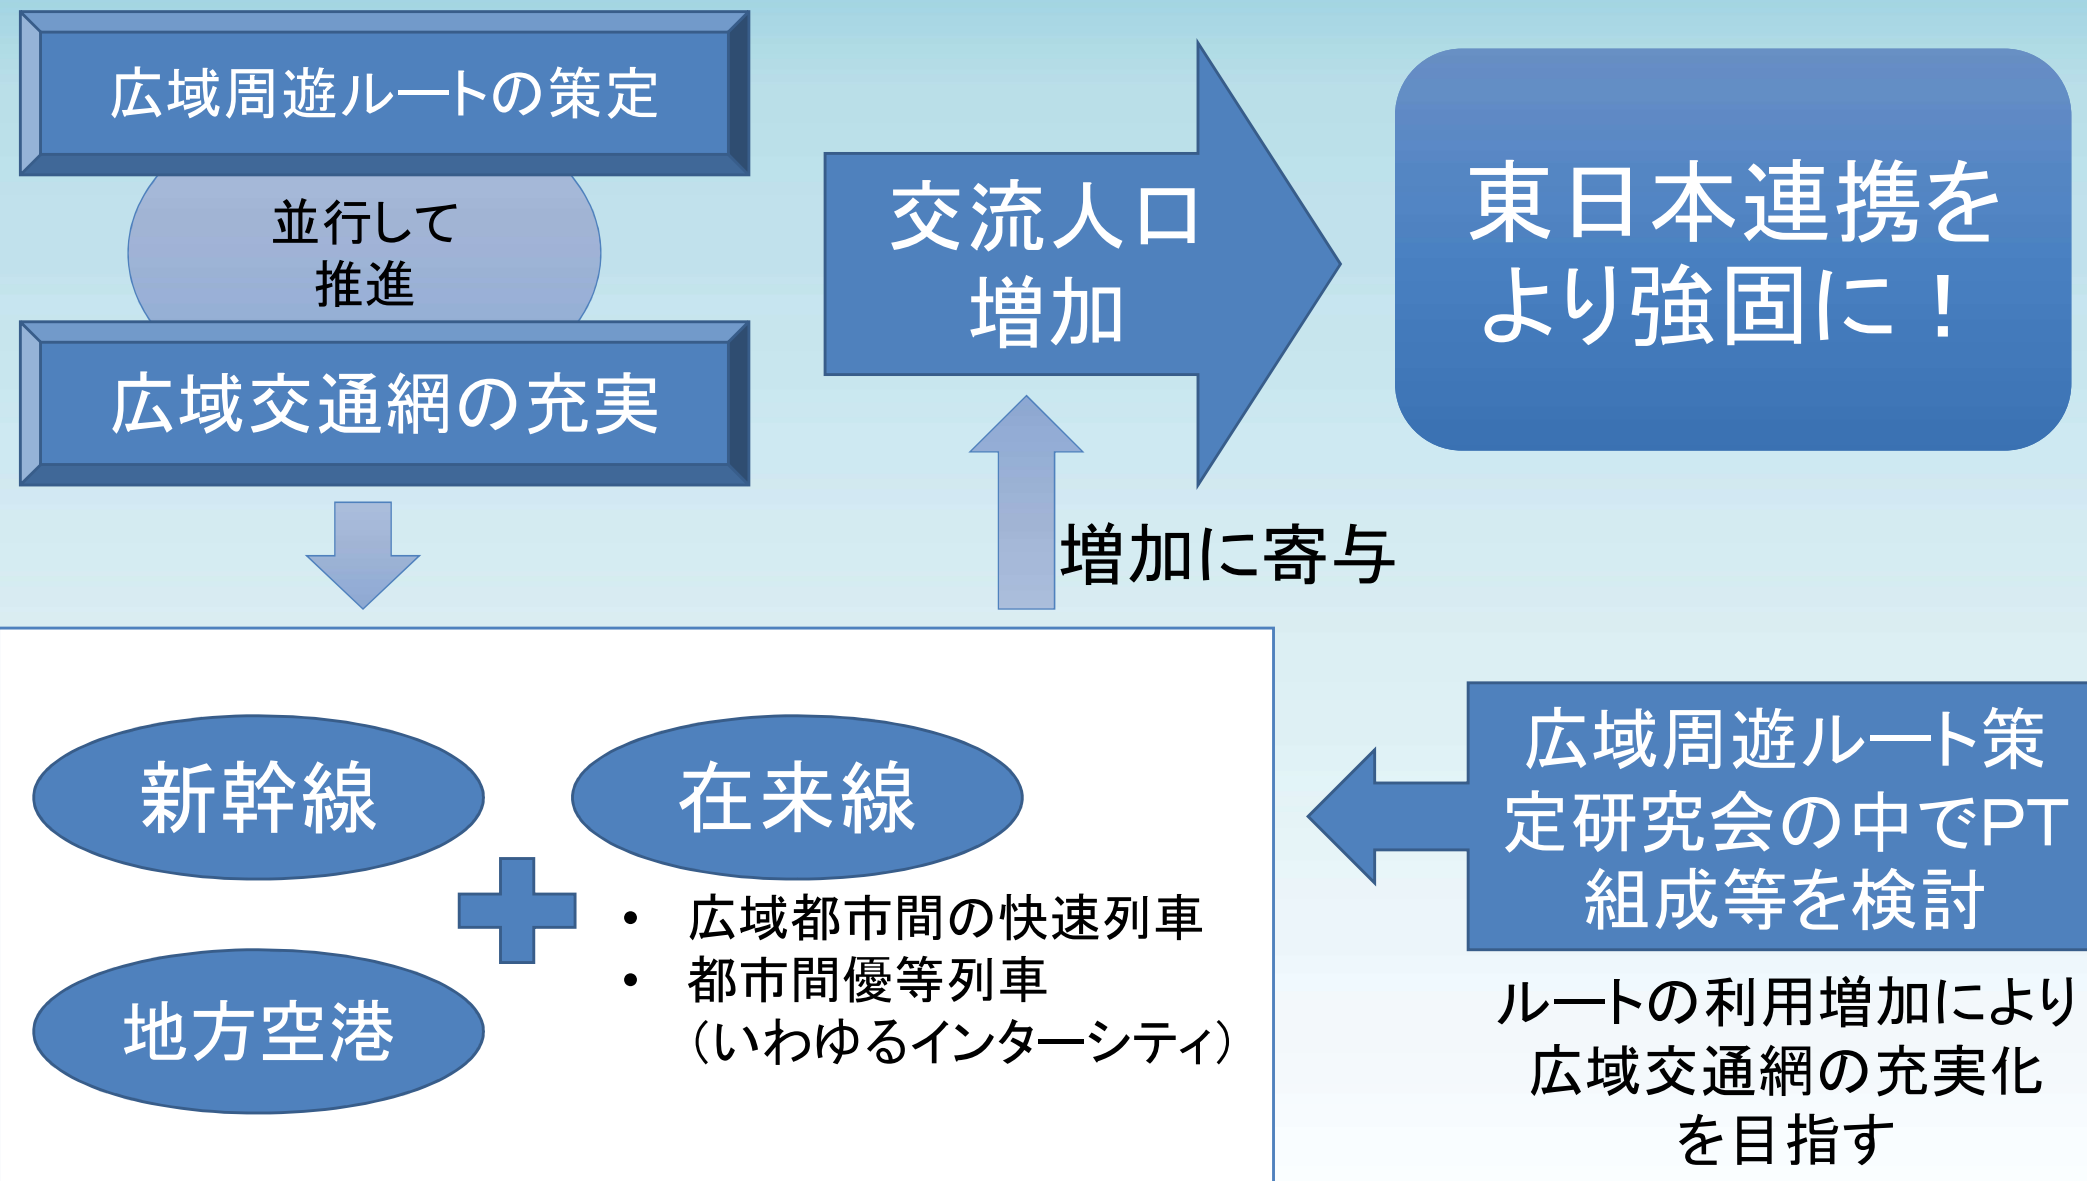 広域周遊ルートの策定
並行して
推進
広域交通網の充実
交流人口
増加
東日本連携を
より強固に！
増加に寄与
新幹線
地方空港
在来線
• 広域都市間の快速列車
• 都市間優等列車
（いわゆるインターシティ）
広域周遊ルート策
定研究会の中でPT
組成等を検討
ルートの利用増加により
広域交通網の充実化
を目指す